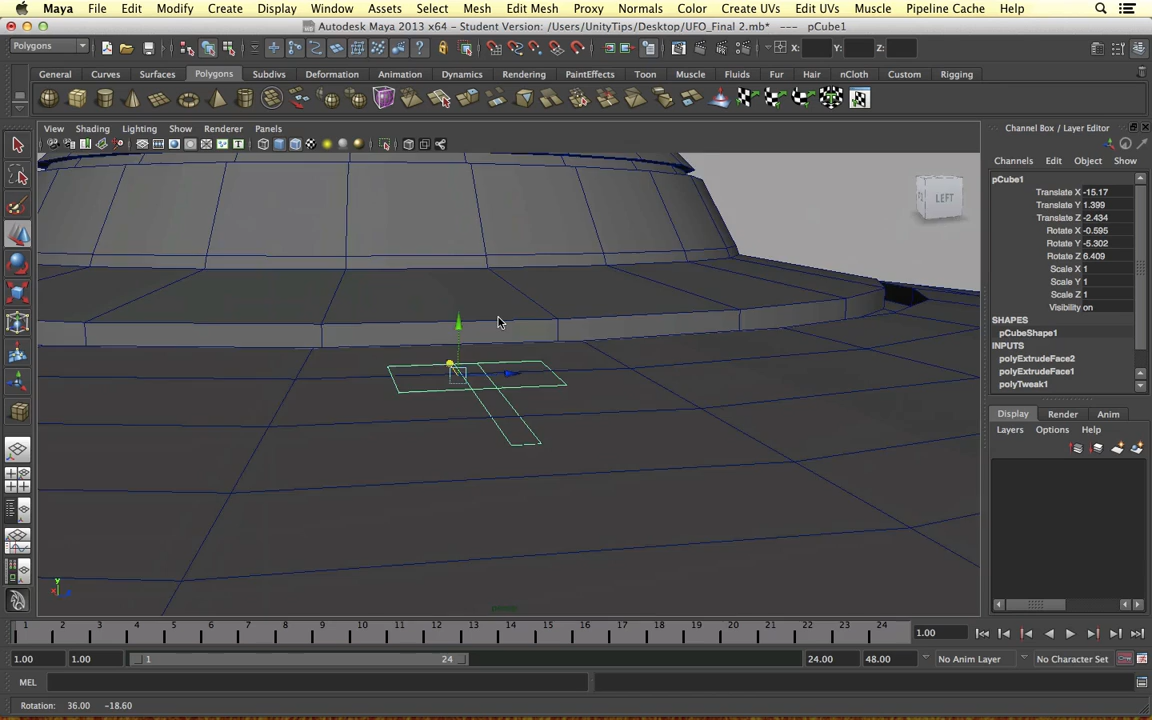 Maya File Edit Modify Create Display Window Assets Select Mesh Edit Mesh Proxy Normals Color Create UVs Edit UVs Muscle Pipeline Cache Help
Autodesk Maya 2013 x64 - Student Version: /Users/UnityTips/Desktop/UFO_Final 2.mb* --- pCube1
Polygons X: Y: Z:
General Curves Surfaces Polygons Subdivs Deformation Animation Dynamics Rendering PaintEffects Toon Muscle Fluids Fur Hair nCloth Custom Rigging
View Shading Lighting Show Renderer Panels
Channel Box / Layer Editor
Channels Edit Object Show
pCube1
Translate X -15.17
Translate Y 1.399
Translate Z -2.434
Rotate X -0.595
Rotate Y -5.302
Rotate Z 6.409
Scale X 1
Scale Y 1
Scale Z 1
Visibility on
SHAPES
pCubeShape1
INPUTS
polyExtrudeFace2
polyExtrudeFace1
polyTweak1
LEFT
Display Render Anim
Layers Options Help
y
x z
1 2 3 4 5 6 7 8 9 10 11 12 13 14 15 16 17 18 19 20 21 22 23 24 1.00
1.00 1.00 1 24 24.00 48.00 No Anim Layer No Character Set
MEL
Rotation: 36.00 -18.60